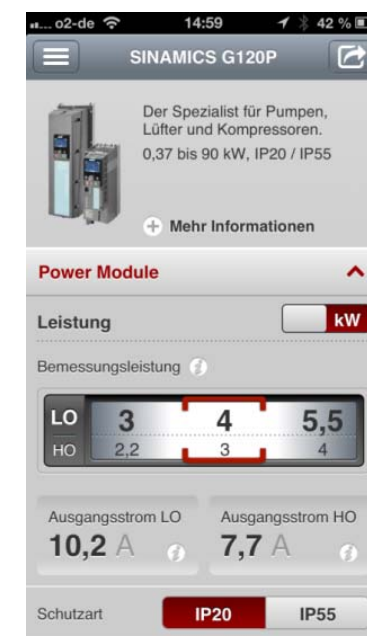 o2-de 14:59 42 %
SINAMICS G120P
Der Spezialist für Pumpen,
Lüfter und Kompressoren.
0,37 bis 90 kW, IP20 / IP55
Mehr Informationen
Power Module
Leistung kW
Bemessungsleistung i
LO 3 4 5,5
HO 2,2 3 4
Ausgangsstrom LO Ausgangsstrom HO
10,2 A i 7,7 A i
Schutzart IP20 IP55